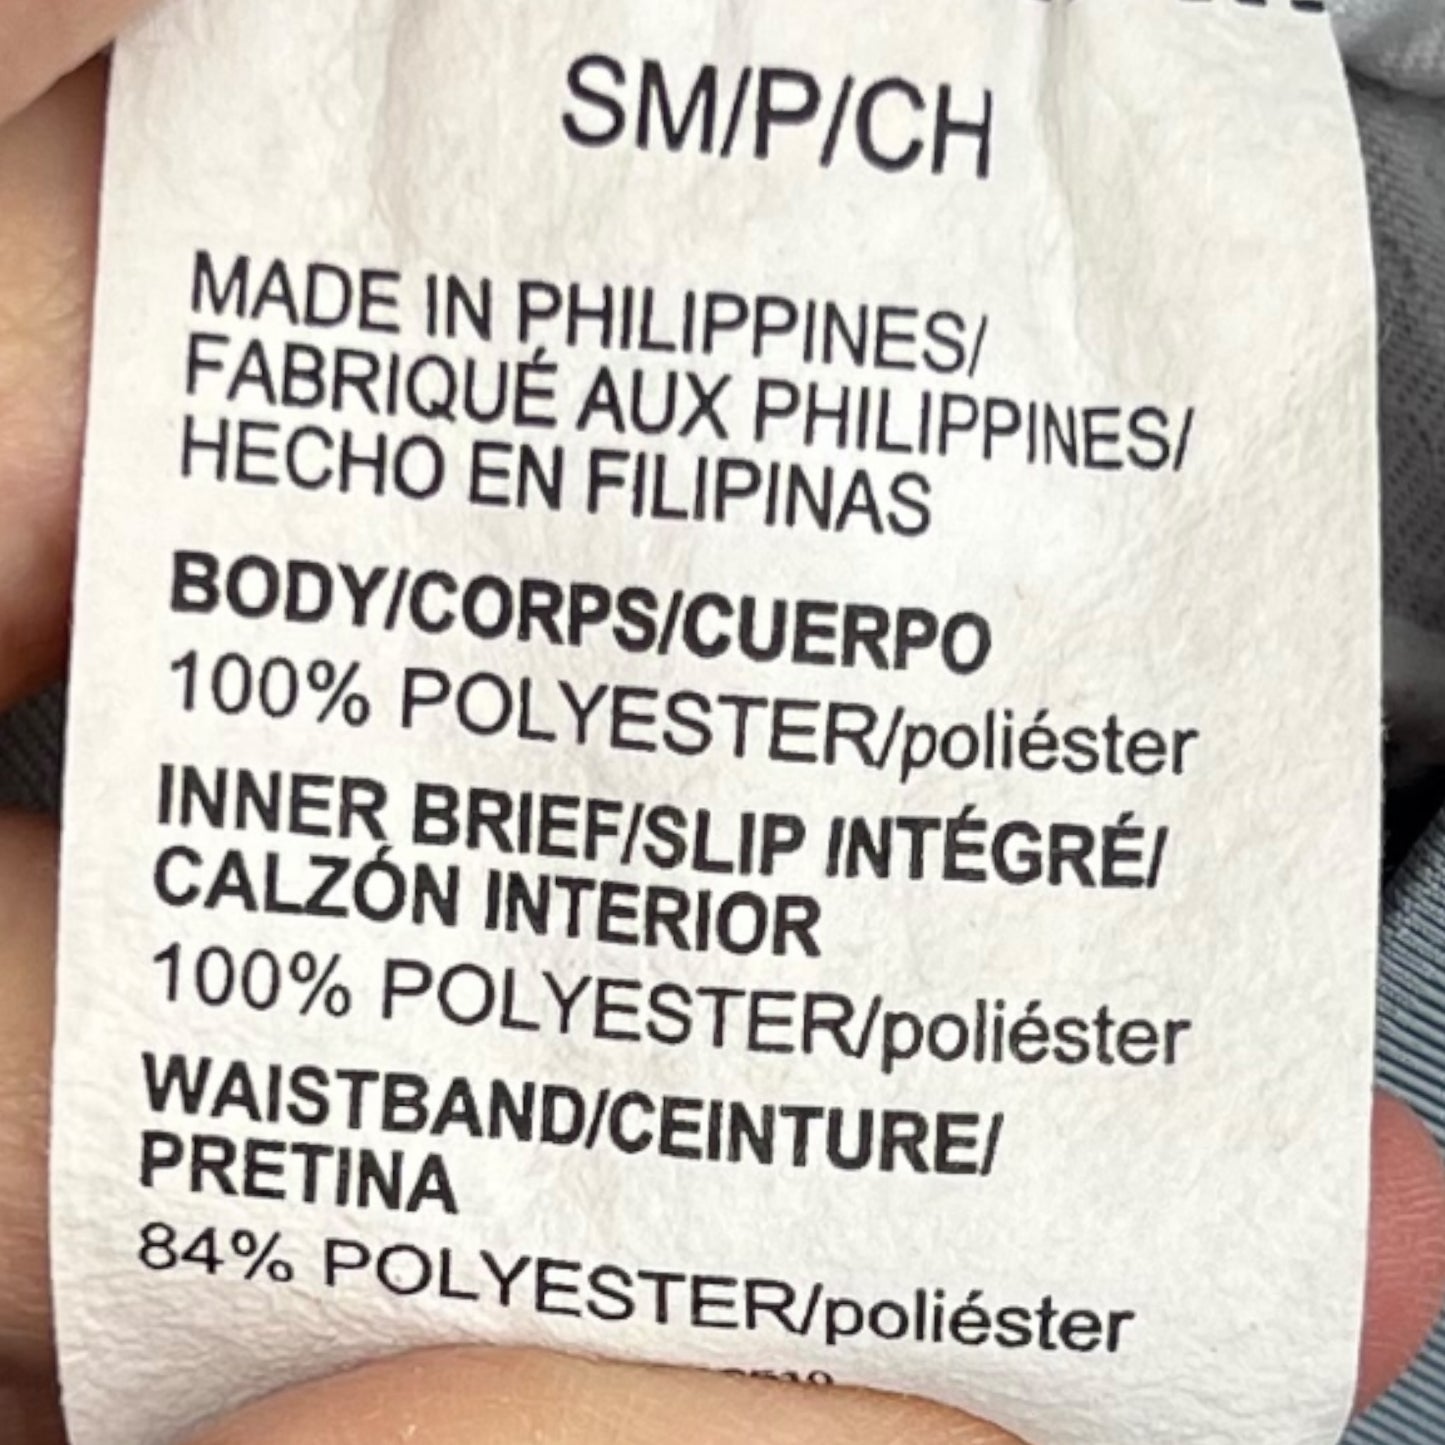 SM/P/CH
MADE IN PHILIPPINES/
FABRIQUÉ AUX PHILIPPINES/
HECHO EN FILIPINAS
BODY/CORPS/CUERPO
100% POLYESTER/poliéster
INNER BRIEF/SLIP INTÉGRÉ/
CALZÓN INTERIOR
100% POLYESTER/poliéster
WAISTBAND/CEINTURE/
PRETINA
84% POLYESTER/poliéster